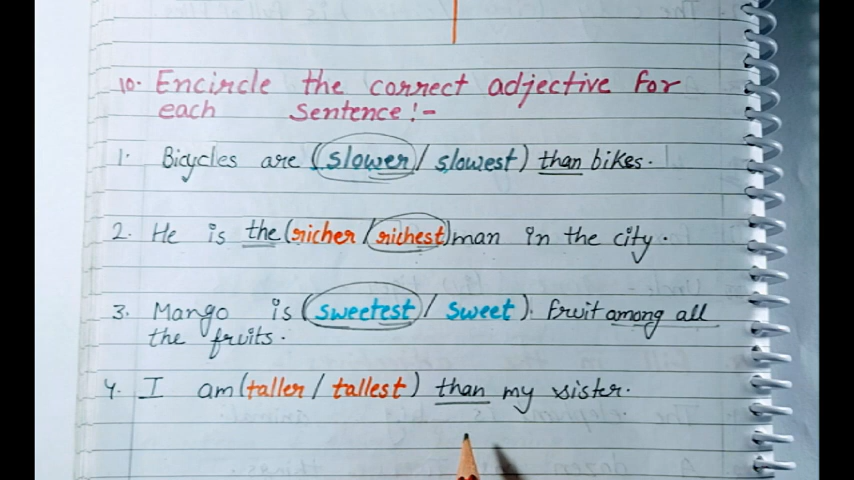 10. Encircle the correct adjective for
each sentence!-
1. Bicycles are (slower / slowest) than bikes.
2. He is the (richer / richest) man in the city.
3. Mango is (sweetest / sweet). fruit among all
the fruits.
4. I am (taller / tallest) than my sister.